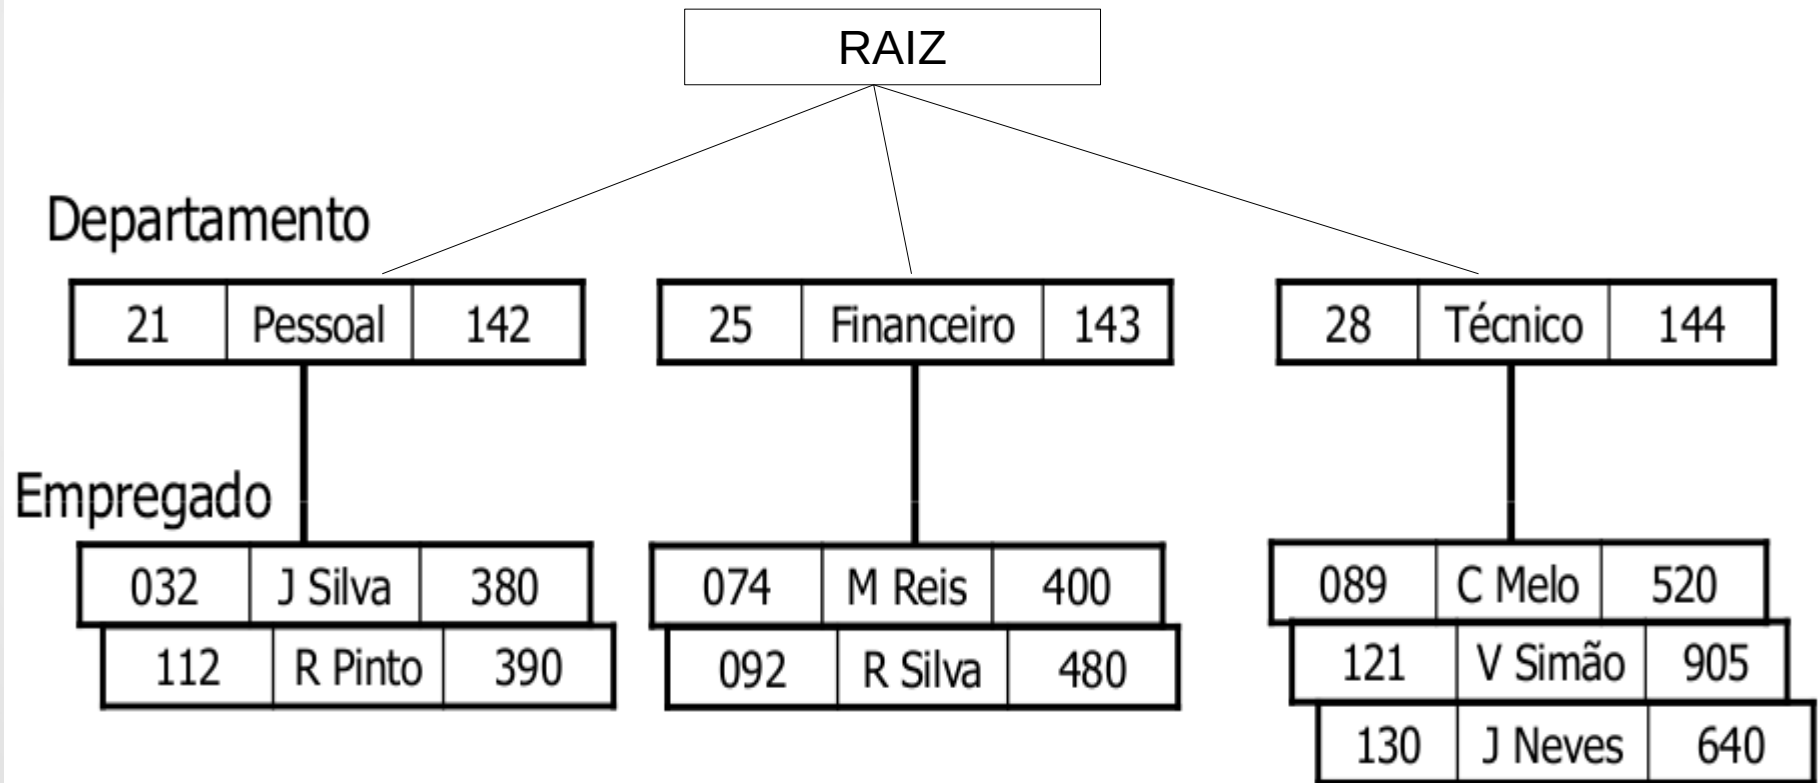 RAIZ
Departamento
21 Pessoal 142
25 Financeiro 143
28 Técnico 144
Empregado
032 J Silva 380
112 R Pinto 390
074 M Reis 400
092 R Silva 480
089 C Melo 520
121 V Simão 905
130 J Neves 640